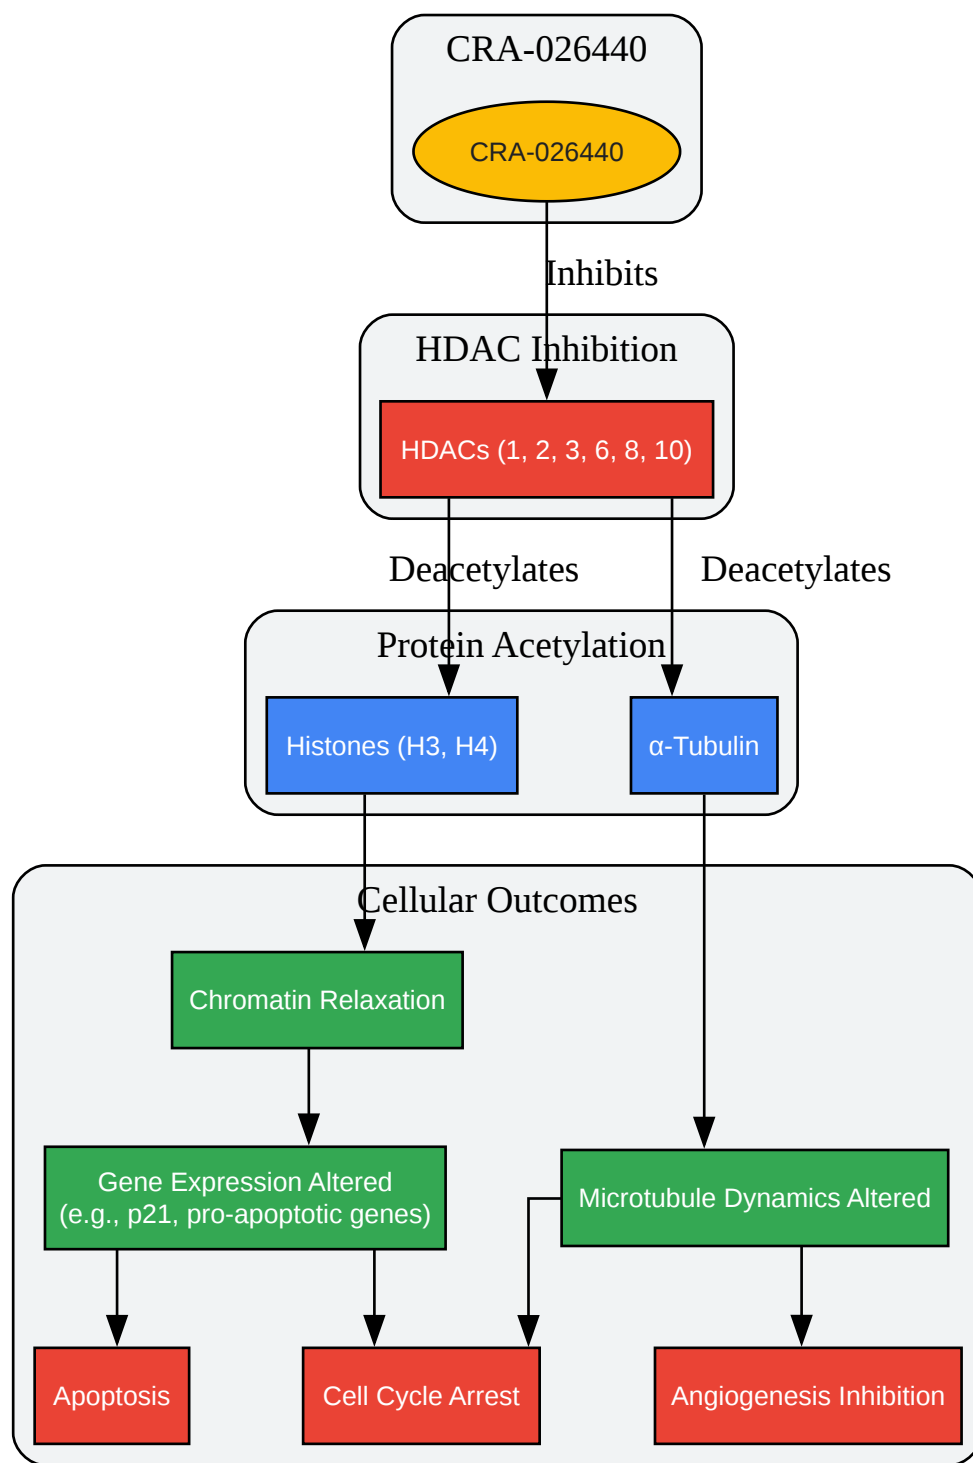 CRA-026440
CRA-026440
Inhibits
HDAC Inhibition
HDACs (1, 2, 3, 6, 8, 10)
Deacetylates
Deacetylates
Protein Acetylation
Histones (H3, H4)
α-Tubulin
Cellular Outcomes
Chromatin Relaxation
Gene Expression Altered
(e.g., p21, pro-apoptotic genes)
Microtubule Dynamics Altered
Apoptosis
Cell Cycle Arrest
Angiogenesis Inhibition